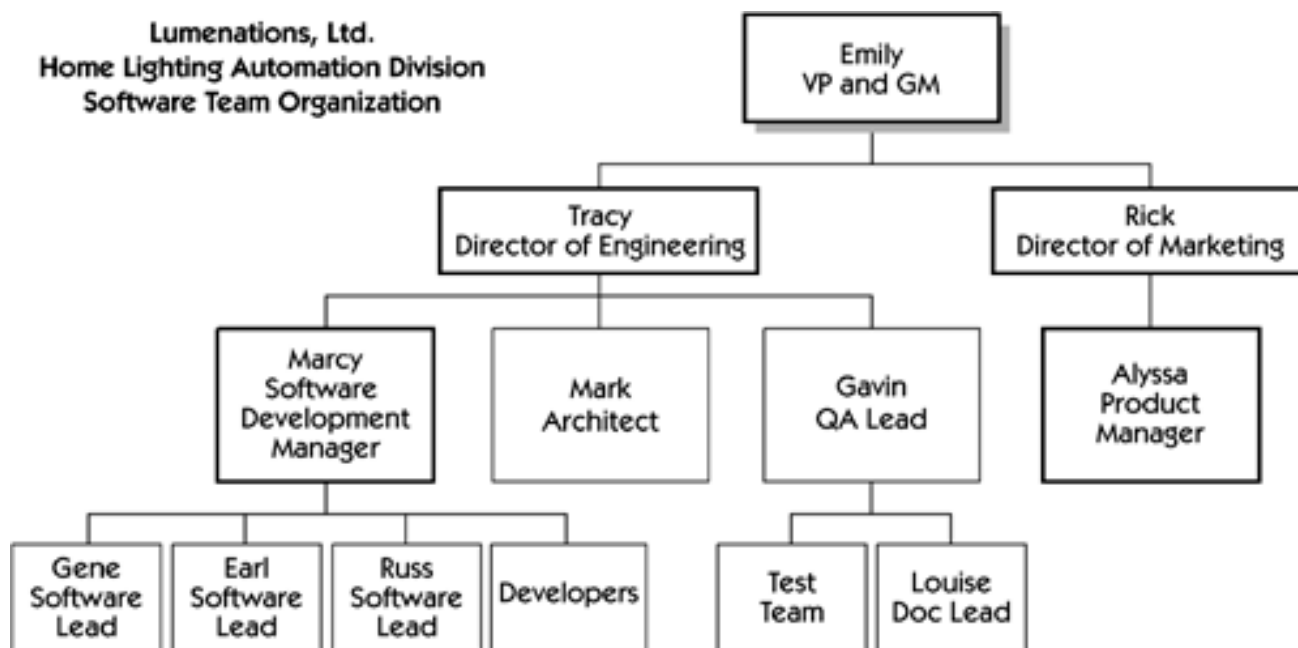 Lumenations, Ltd.
Home Lighting Automation Division
Software Team Organization
Emily
VP and GM
Tracy
Director of Engineering
Rick
Director of Marketing
Marcy
Software
Development
Manager
Mark
Architect
Gavin
QA Lead
Alyssa
Product
Manager
Gene
Software
Lead
Earl
Software
Lead
Russ
Software
Lead
Developers
Test
Team
Louise
Doc Lead